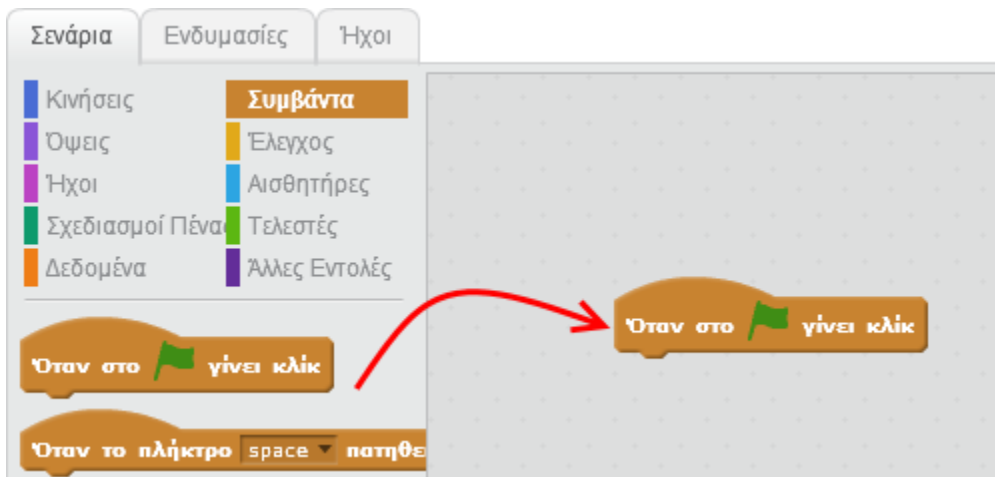 Σενάρια Ενδυμασίες Ήχοι
Κινήσεις Συμβάντα
Όψεις Έλεγχος
Ήχοι Αισθητήρες
Σχεδιασμοί Πένας Τελεστές
Δεδομένα Άλλες Εντολές
Όταν στο γίνει κλίκ
Όταν το πλήκτρο space πατηθε
Όταν στο γίνει κλίκ